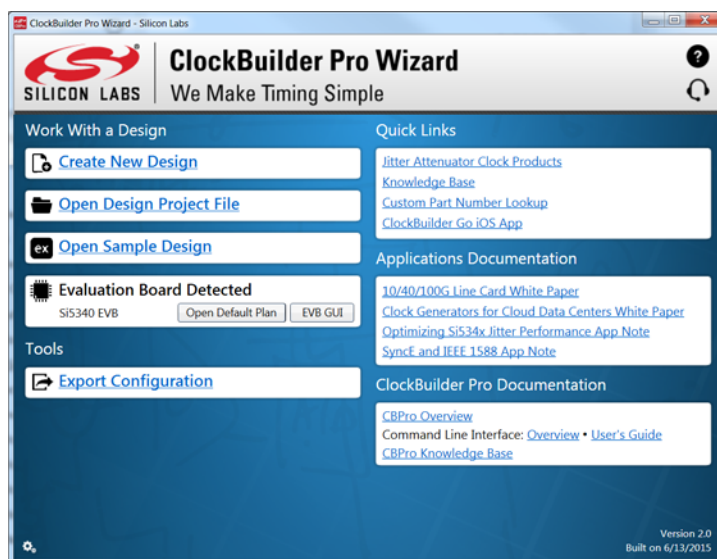 ClockBuilder Pro Wizard - Silicon Labs
SILICON LABS
ClockBuilder Pro Wizard
We Make Timing Simple
?
Work With a Design
Create New Design
Open Design Project File
ex Open Sample Design
Evaluation Board Detected
Si5340 EVB Open Default Plan EVB GUI
Tools
Export Configuration
Quick Links
Jitter Attenuator Clock Products
Knowledge Base
Custom Part Number Lookup
ClockBuilder Go iOS App
Applications Documentation
10/40/100G Line Card White Paper
Clock Generators for Cloud Data Centers White Paper
Optimizing Si534x Jitter Performance App Note
SyncE and IEEE 1588 App Note
ClockBuilder Pro Documentation
CBPro Overview
Command Line Interface: Overview • User's Guide
CBPro Knowledge Base
Version 2.0
Built on 6/13/2015